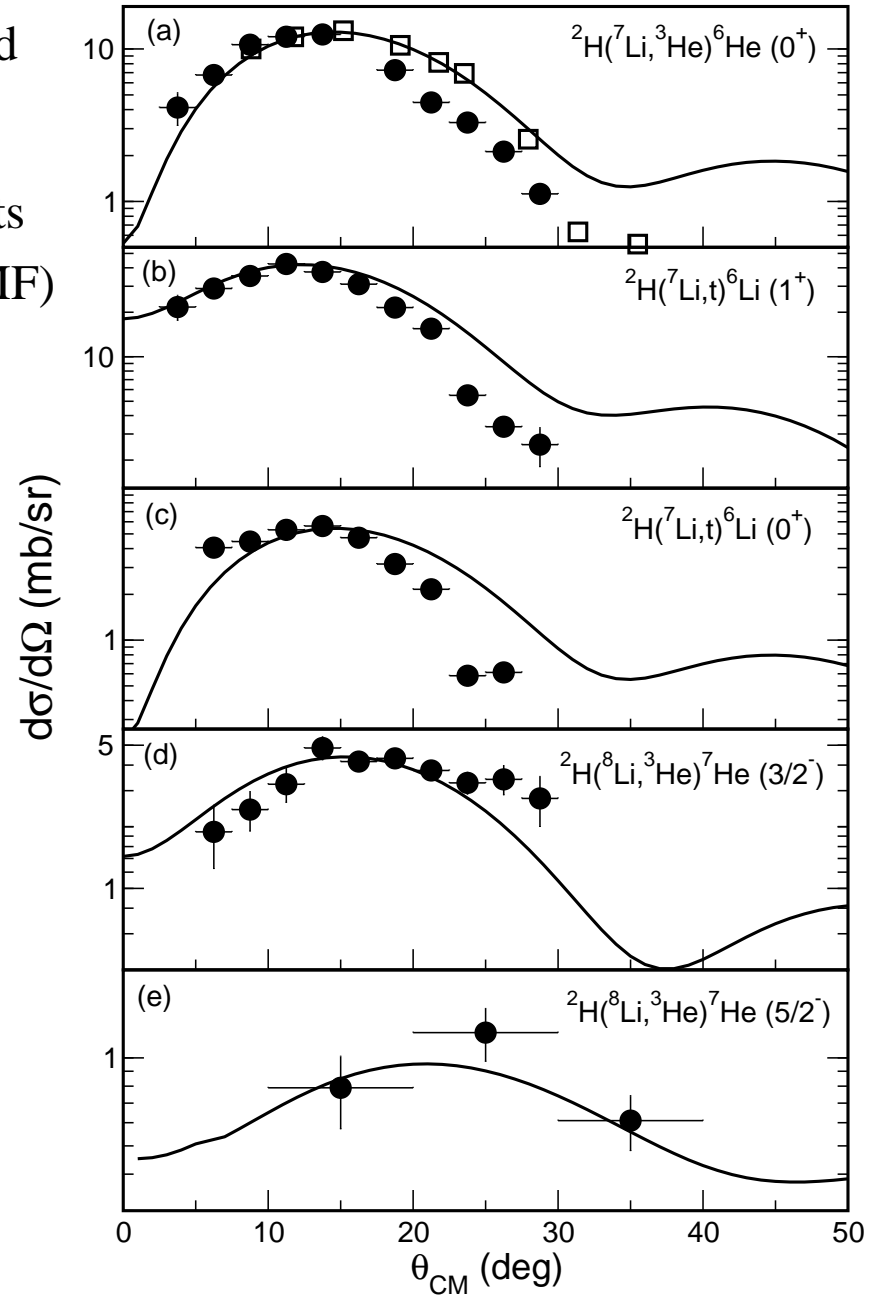 d
ts
MF)
(a)
²H(⁷Li,³He)⁶He (0⁺)
10
1
(b)
²H(⁷Li,t)⁶Li (1⁺)
10
(c)
²H(⁷Li,t)⁶Li (0⁺)
1
(d)
²H(⁸Li,³He)⁷He (3/2⁻)
5
1
(e)
²H(⁸Li,³He)⁷He (5/2⁻)
1
dσ/dΩ (mb/sr)
0 10 20 30 40 50
θCM (deg)